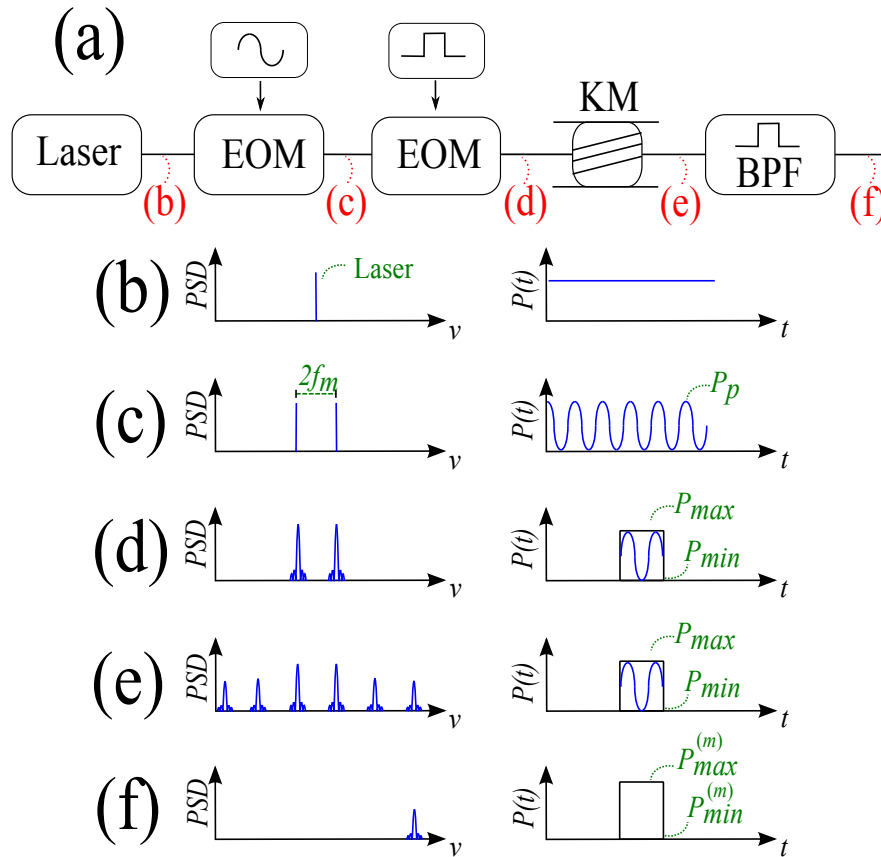 (a)
KM
Laser
EOM
EOM
BPF
(b)
(c)
(d)
(e)
(f)
(b)
PSD
Laser
ν
P(t)
t
(c)
PSD
2f_m
ν
P(t)
P_p
t
(d)
PSD
ν
P(t)
P_max
P_min
t
(e)
PSD
ν
P(t)
P_max
P_min
t
(f)
PSD
ν
P(t)
P_max^(m)
P_min^(m)
t